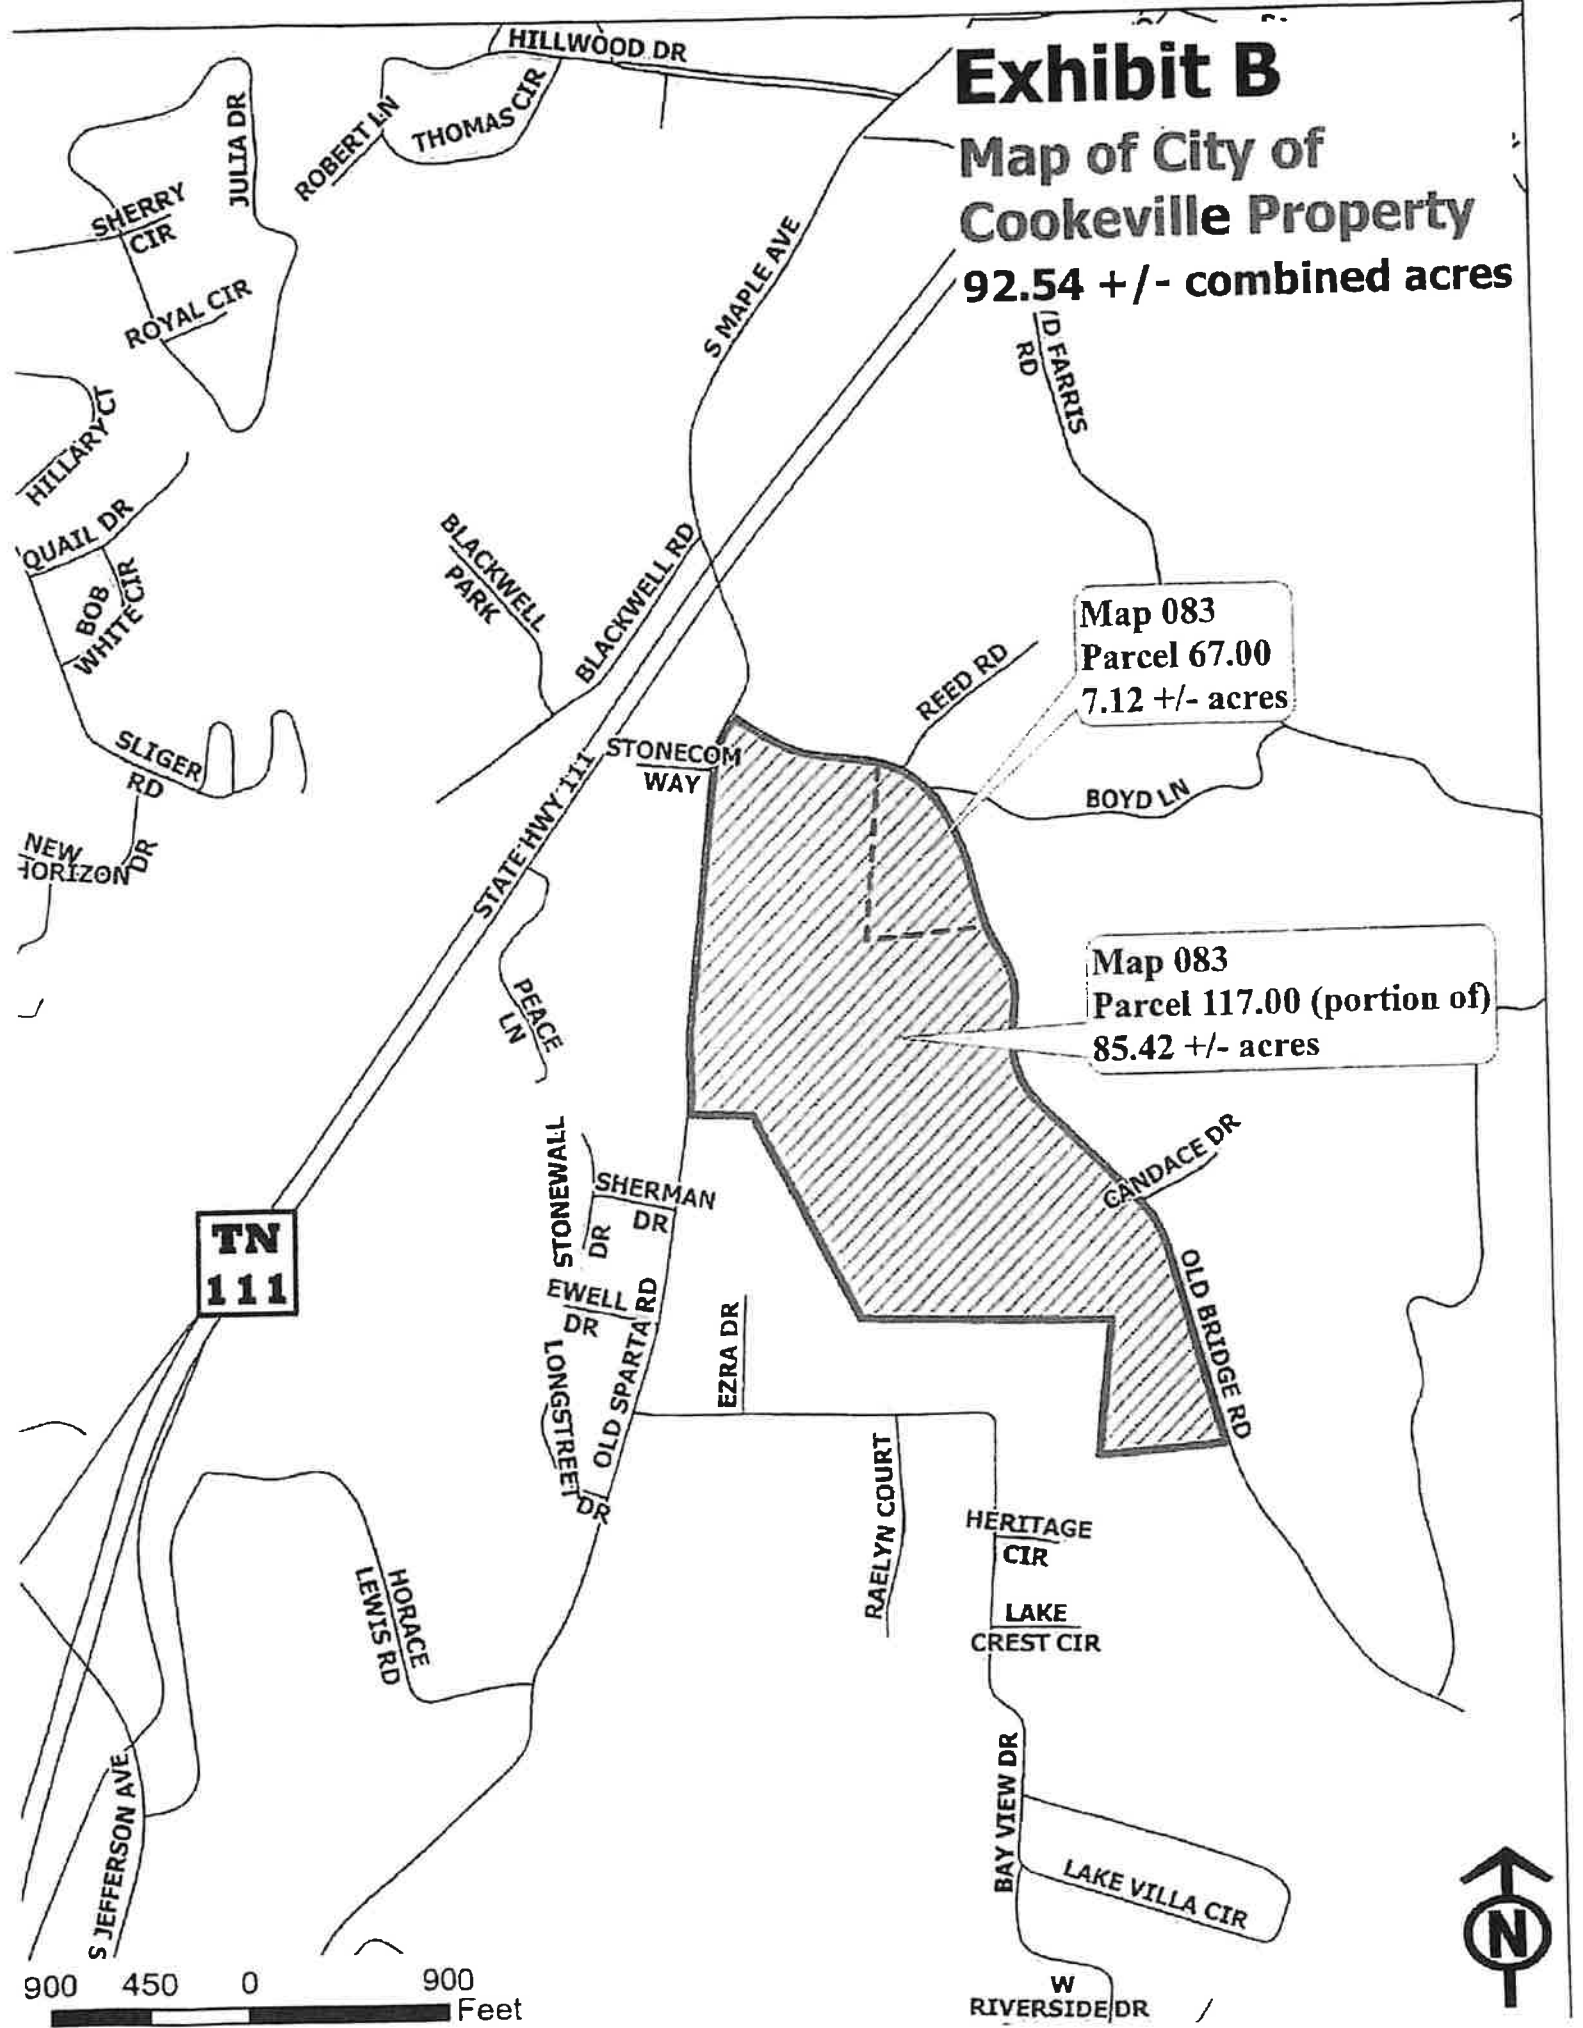 Exhibit B
Map of City of
Cookeville Property
92.54 +/- combined acres
HILLWOOD DR
JULIA DR
ROBERT LN
THOMAS CIR
SHERRY
CIR
ROYAL CIR
S MAPLE AVE
FARRIS
RD
HILLARY CT
QUAIL DR
BOB
WHITE CIR
BLACKWELL
PARK
BLACKWELL RD
Map 083
Parcel 67.00
7.12 +/- acres
REED RD
SLIGER
RD
STONECOM
WAY
STATE HWY 111
BOYD LN
NEW
HORIZON DR
PEACE
LN
Map 083
Parcel 117.00 (portion of)
85.42 +/- acres
STONEWALL
DR
SHERMAN
DR
CANDACE DR
TN
111
EWELL
DR
OLD SPARTA RD
EZRA DR
OLD BRIDGE RD
LONGSTREET
DR
RAELYN COURT
HERITAGE
CIR
HORACE
LEWIS RD
LAKE
CREST CIR
BAY VIEW DR
S JEFFERSON AVE
LAKE VILLA CIR
N
W
RIVERSIDE DR
900 450 0 900
Feet